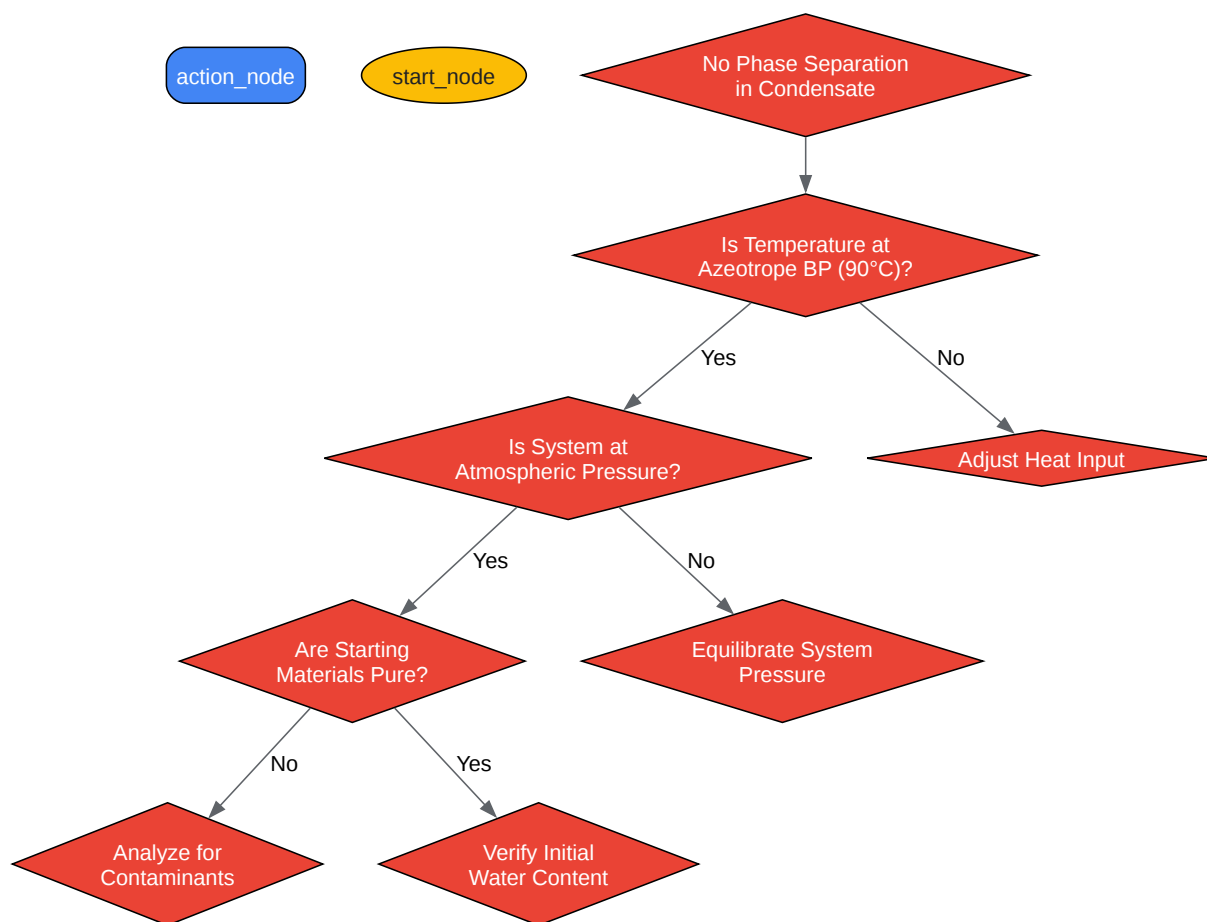 action_node
start_node
No Phase Separation
in Condensate
Is Temperature at
Azeotrope BP (90°C)?
Yes
No
Is System at
Atmospheric Pressure?
Adjust Heat Input
Yes
No
Are Starting
Materials Pure?
Equilibrate System
Pressure
No
Yes
Analyze for
Contaminants
Verify Initial
Water Content